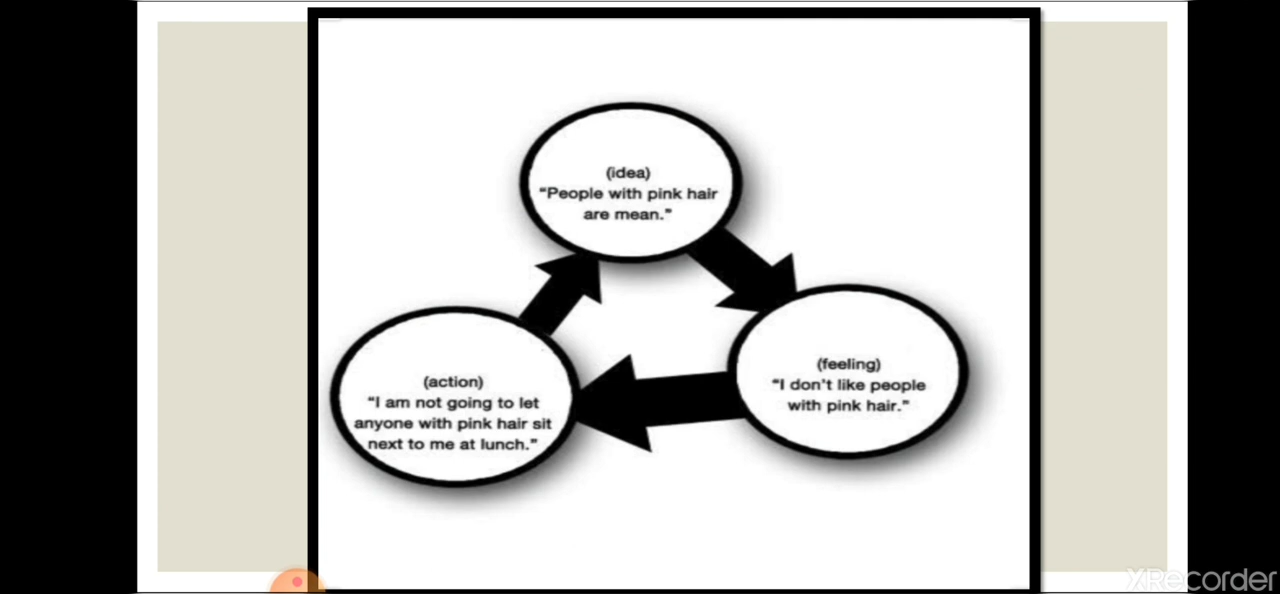 (idea)
“People with pink hair
are mean.”
(feeling)
“I don’t like people
with pink hair.”
(action)
“I am not going to let
anyone with pink hair sit
next to me at lunch.”
XRecorder